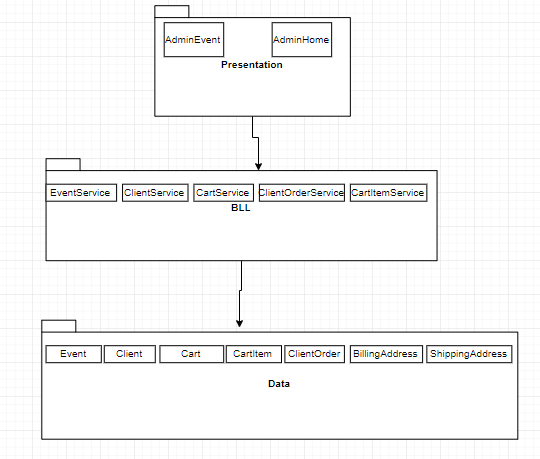 AdminEvent AdminHome
Presentation
EventService ClientService CartService ClientOrderService CartItemService
BLL
Event Client Cart CartItem ClientOrder BillingAddress ShippingAddress
Data